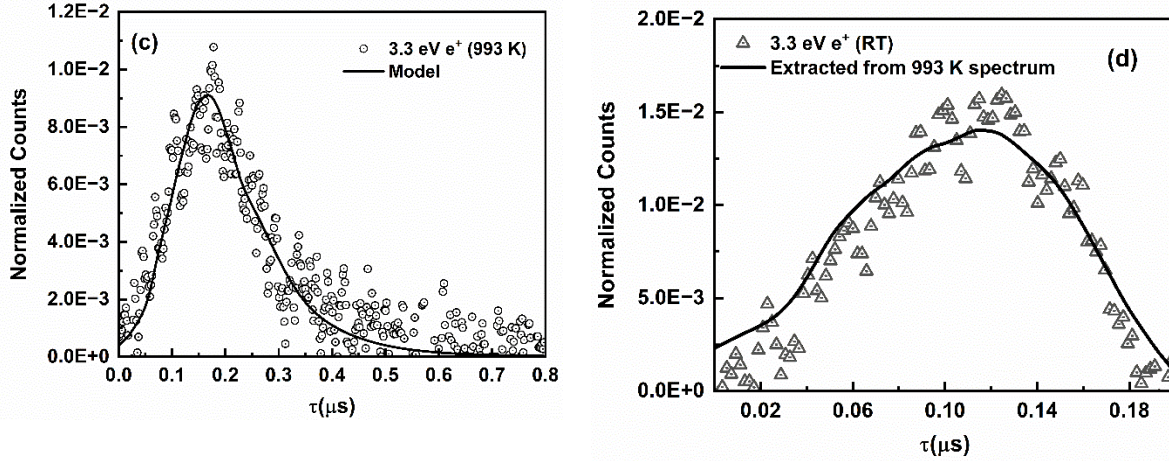 (c)
3.3 eV e⁺ (993 K)
Model
Normalized Counts
1.0E-2
8.0E-3
6.0E-3
4.0E-3
2.0E-3
0.0E+0
0.0 0.1 0.2 0.3 0.4 0.5 0.6 0.7 0.8
τ(μs)
(d)
3.3 eV e⁺ (RT)
Extracted from 993 K spectrum
Normalized Counts
2.0E-2
1.5E-2
1.0E-2
5.0E-3
0.0E+0
0.02 0.06 0.10 0.14 0.18
τ(μs)